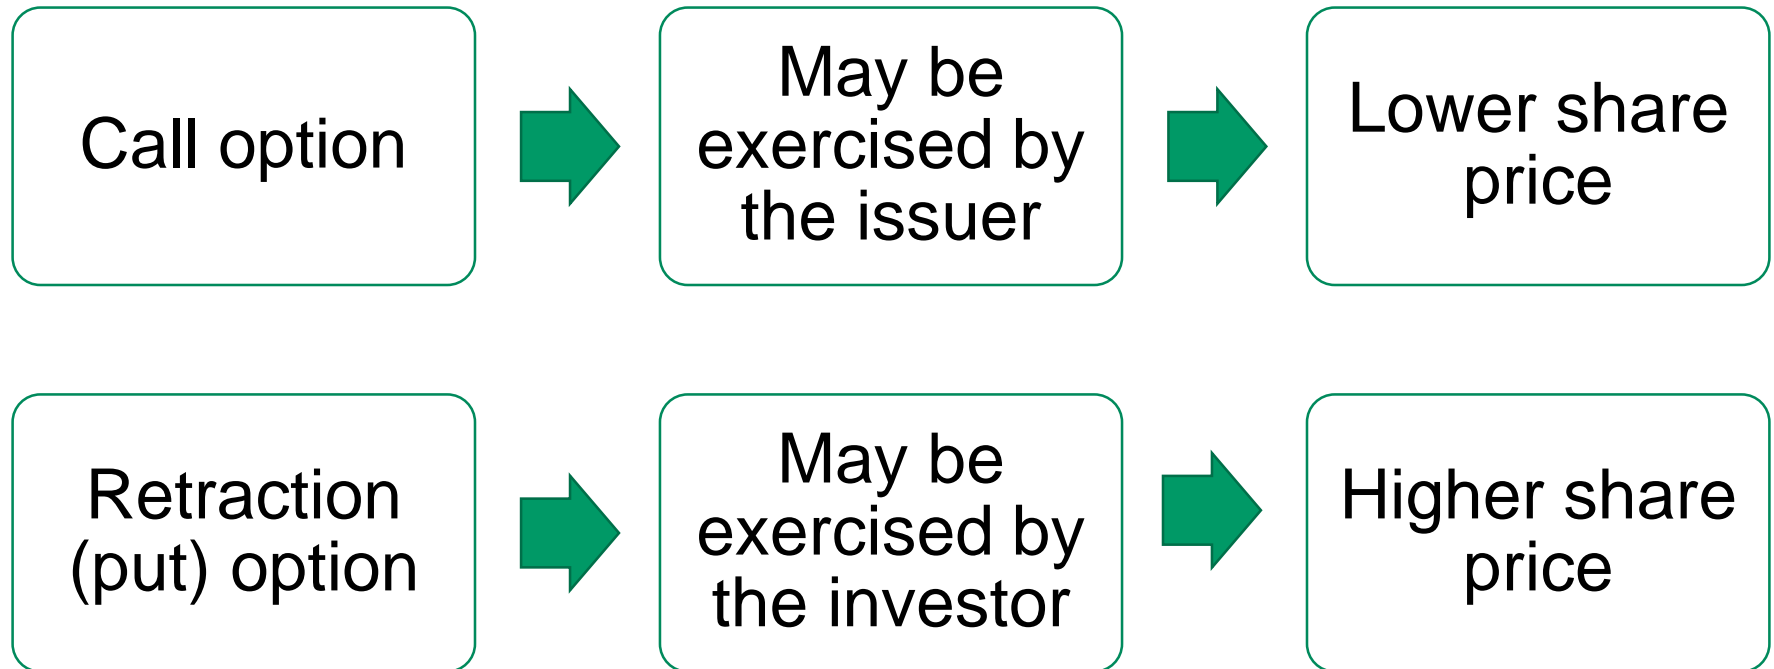 Call option
May be
exercised by
the issuer
Lower share
price
Retraction
(put) option
May be
exercised by
the investor
Higher share
price